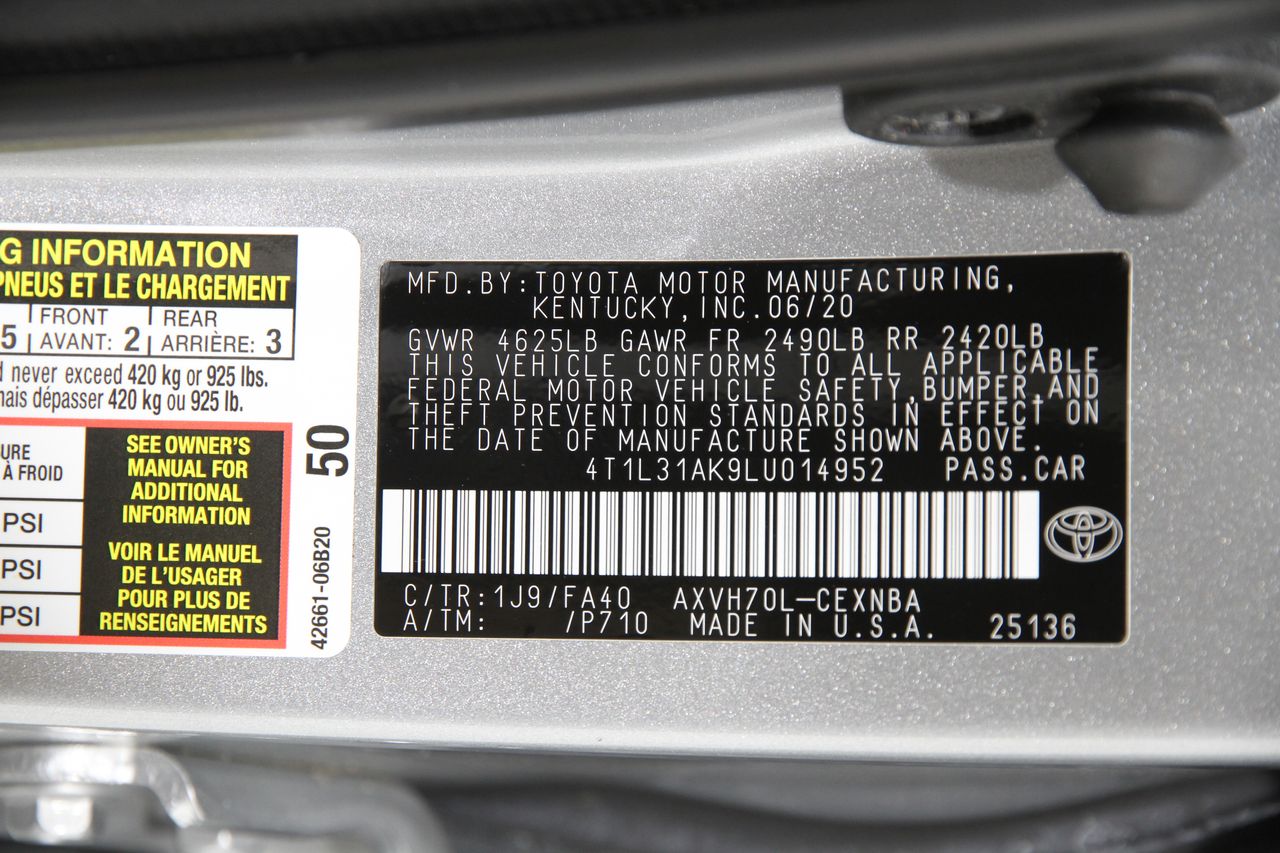 G INFORMATION
PNEUS ET LE CHARGEMENT
5 FRONT AVANT: 2 REAR ARRIÈRE: 3
never exceed 420 kg or 925 lbs.
mais dépasser 420 kg ou 925 lb.
URE
À FROID
PSI
PSI
PSI
SEE OWNER'S
MANUAL FOR
ADDITIONAL
INFORMATION
VOIR LE MANUEL
DE L'USAGER
POUR PLUS DE
RENSEIGNEMENTS
50
42661-06B20
MFD.BY:TOYOTA MOTOR MANUFACTURING,
KENTUCKY,INC.06/20
GVWR 4625LB GAWR FR 2490LB RR 2420LB
THIS VEHICLE CONFORMS TO ALL APPLICABLE
FEDERAL MOTOR VEHICLE SAFETY,BUMPER,AND
THEFT PREVENTION STANDARDS IN EFFECT ON
THE DATE OF MANUFACTURE SHOWN ABOVE.
4T1L31AK9LU014952 PASS.CAR
C/TR:1J9/FA40 AXVH70L-CEXNBA
A/TM: /P710 MADE IN U.S.A. 25136